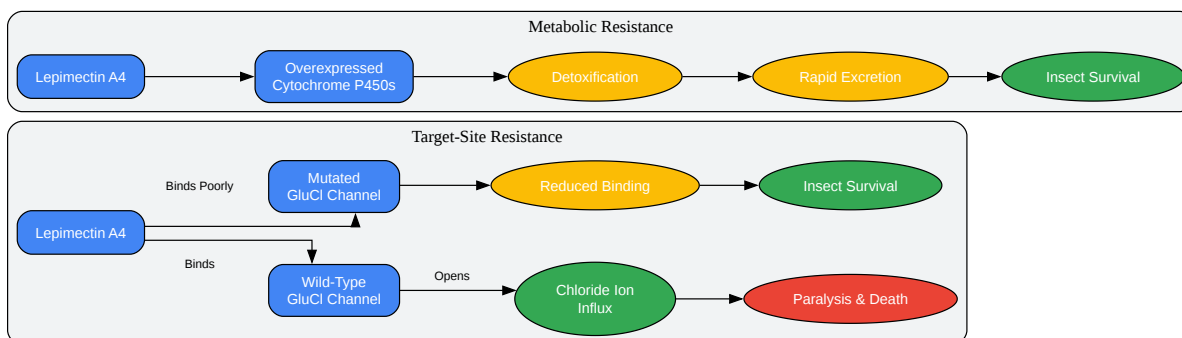 Metabolic Resistance
Lepimectin A4
Overexpressed
Cytochrome P450s
Detoxification
Rapid Excretion
Insect Survival
Target-Site Resistance
Binds Poorly
Mutated
GluCl Channel
Reduced Binding
Insect Survival
Lepimectin A4
Binds
Wild-Type
GluCl Channel
Opens
Chloride Ion
Influx
Paralysis & Death